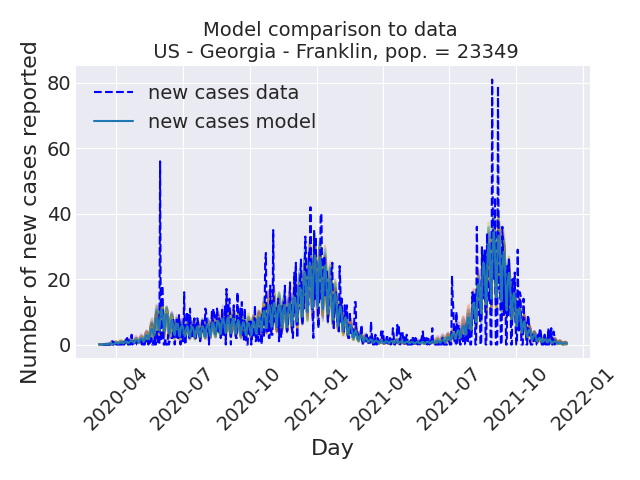 Model comparison to data
US - Georgia - Franklin, pop. = 23349
Number of new cases reported
80
60
40
20
0
new cases data
new cases model
2020-04
2020-07
2020-10
2021-01
2021-04
2021-07
2021-10
2022-01
Day